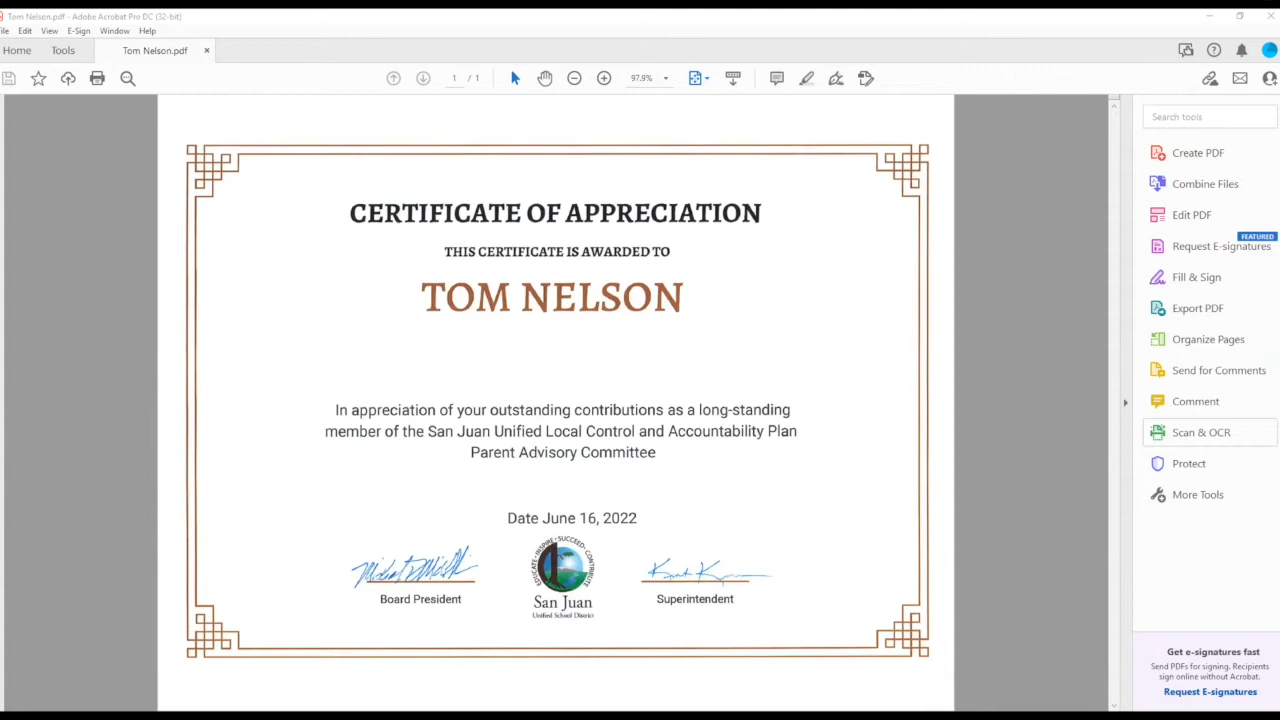 Tom Nelson.pdf - Adobe Acrobat Pro DC (32-bit)
Edit View E-Sign Window Help
Home Tools Tom Nelson.pdf ×
1 / 1 97.9%
Search tools
Create PDF
Combine Files
Edit PDF
FEATURED
Request E-signatures
Fill & Sign
Export PDF
Organize Pages
Send for Comments
Comment
Scan & OCR
Protect
More Tools
Get e-signatures fast
Send PDFs for signing. Recipients
sign online without Acrobat.
Request E-signatures
CERTIFICATE OF APPRECIATION
THIS CERTIFICATE IS AWARDED TO
TOM NELSON
In appreciation of your outstanding contributions as a long-standing
member of the San Juan Unified Local Control and Accountability Plan
Parent Advisory Committee
Date June 16, 2022
EDUCATE • INSPIRE • SUCCEED • CONTRIBUTE
San Juan
Unified School District
Board President
Superintendent